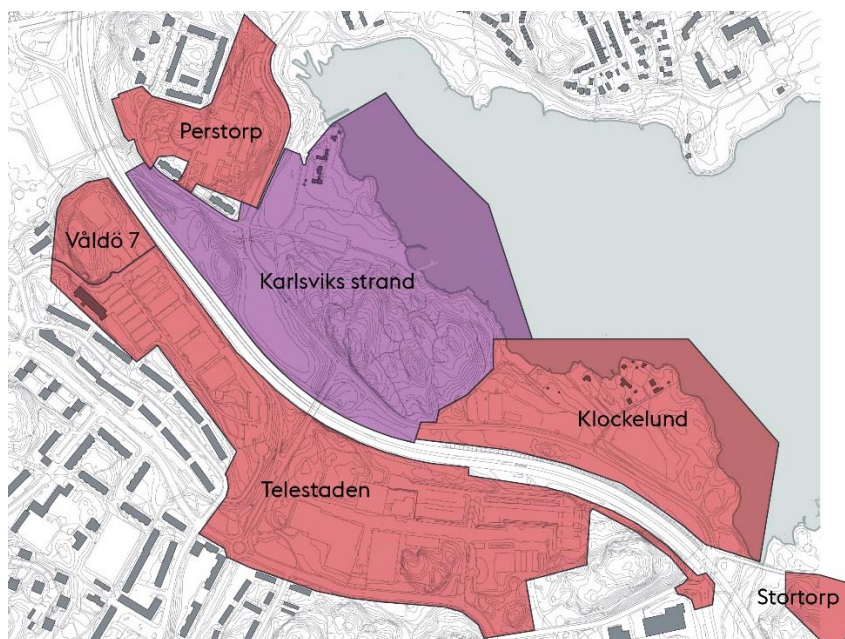 Perstorp
Våldö 7
Karlsviks strand
Klockelund
Telestaden
Stortorp